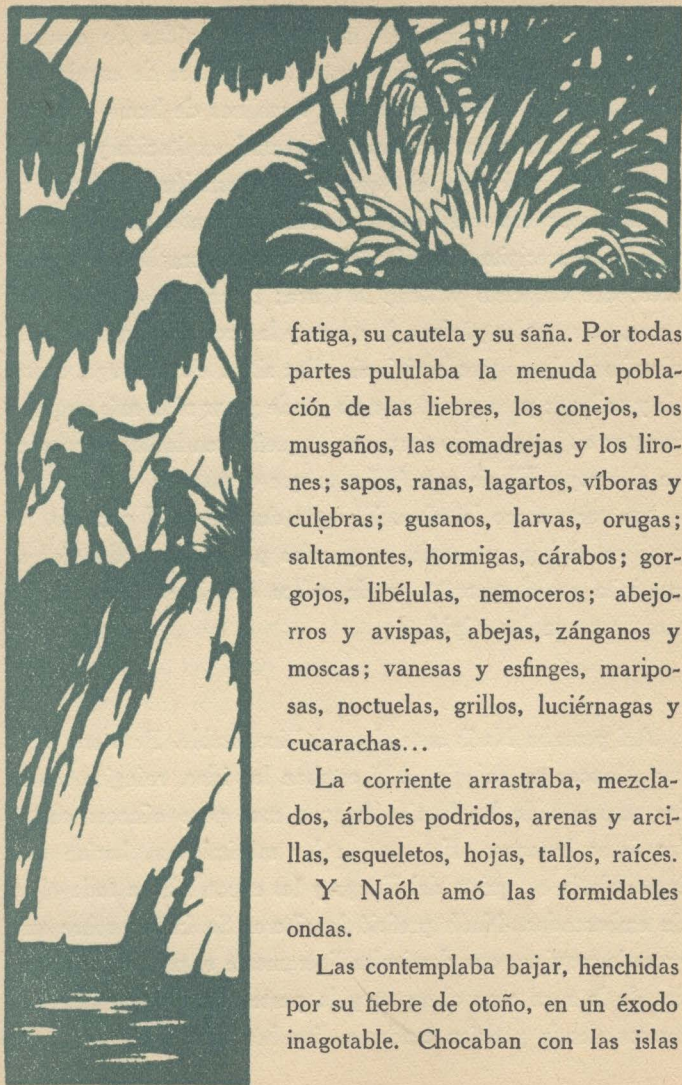 fatiga, su cautela y su saña. Por todas
partes pululaba la menuda pobla-
ción de las liebres, los conejos, los
musgaños, las comadrejas y los liro-
nes; sapos, ranas, lagartos, víboras y
culebras; gusanos, larvas, orugas;
saltamontes, hormigas, cárabos; gor-
gojos, libélulas, nemoceros; abejo-
rros y avispas, abejas, zánganos y
moscas; vanesas y esfinges, maripo-
sas, noctuelas, grillos, luciérnagas y
cucarachas...
La corriente arrastraba, mezcla-
dos, árboles podridos, arenas y arci-
llas, esqueletos, hojas, tallos, raíces.
Y Naóh amó las formidables
ondas.
Las contemplaba bajar, henchidas
por su fiebre de otoño, en un éxodo
inagotable. Chocaban con las islas